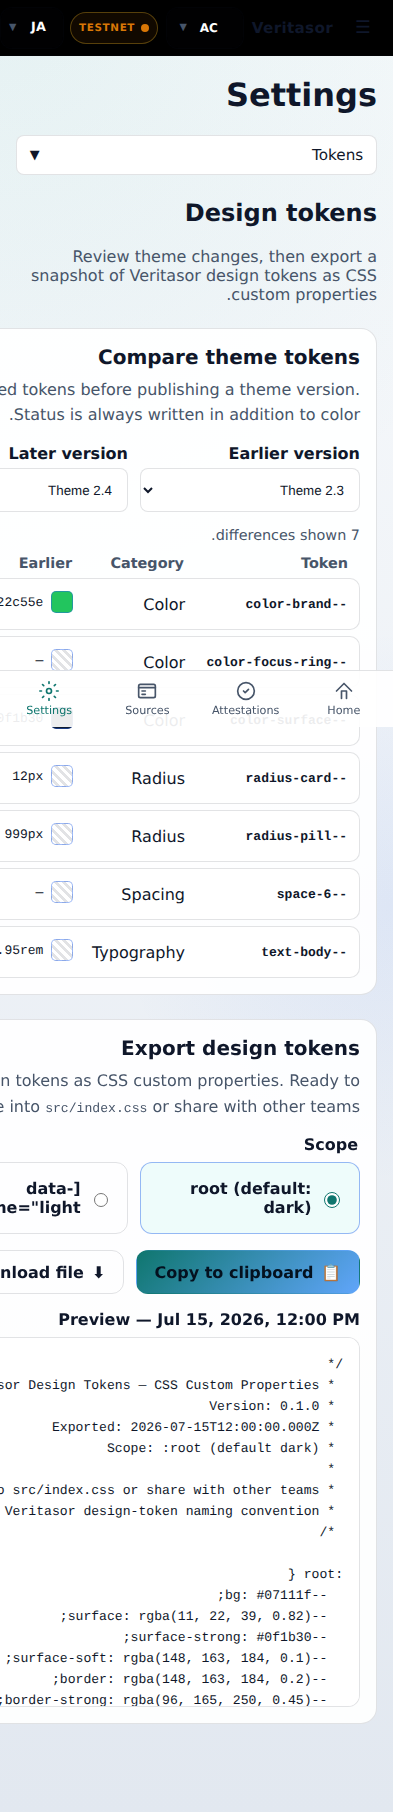 ☰ Veritasor AC ▼ TESTNET JA ▼
Settings
Tokens ▼
Design tokens
Review theme changes, then export a
snapshot of Veritasor design tokens as CSS
.custom properties
Compare theme tokens
ed tokens before publishing a theme version.
.Status is always written in addition to color
Earlier version Later version
Theme 2.3 Theme 2.4
.differences shown 7
Token Category Earlier
color-brand-- Color 22c55e
color-focus-ring-- Color —
color-surface-- Color
Home Attestations Sources Settings
radius-card-- Radius 12px
radius-pill-- Radius 999px
space-6-- Spacing —
text-body-- Typography .95rem
Export design tokens
n tokens as CSS custom properties. Ready to
e into src/index.css or share with other teams
Scope
root (default:
dark)
data-]
me="light
Copy to clipboard 📋
nload file ⬇
Preview — Jul 15, 2026, 12:00 PM
*/
sor Design Tokens — CSS Custom Properties *
Version: 0.1.0 *
Exported: 2026-07-15T12:00:00.000Z *
Scope: :root (default dark) *
*
o src/index.css or share with other teams *
Veritasor design-token naming convention *
/*
} root:
;bg: #07111f--
;surface: rgba(11, 22, 39, 0.82)--
;surface-strong: #0f1b30--
;surface-soft: rgba(148, 163, 184, 0.1)--
;border: rgba(148, 163, 184, 0.2)--
;border-strong: rgba(96, 165, 250, 0.45)--